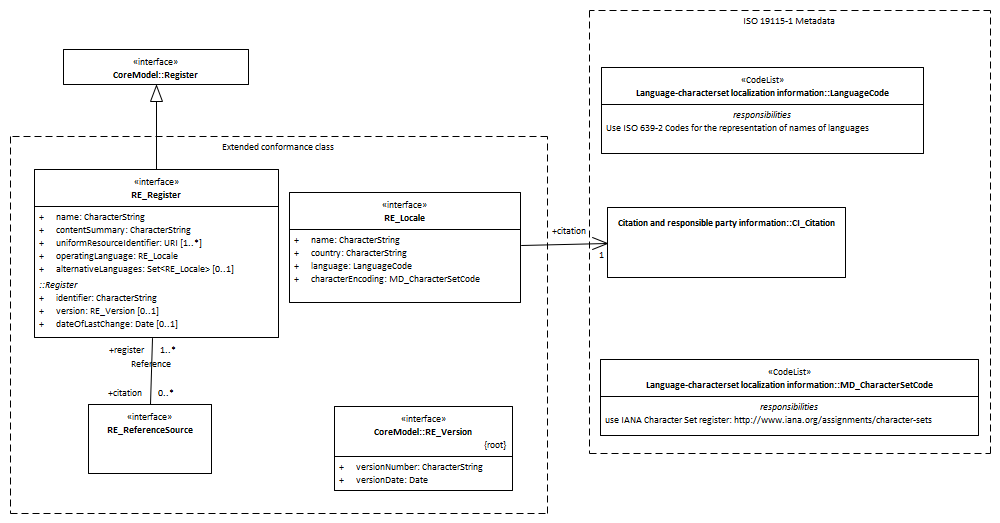 ISO 19115-1 Metadata
«interface»
CoreModel::Register
«CodeList»
Language-characterset localization information::LanguageCode
responsibilities
Use ISO 639-2 Codes for the representation of names of languages
Extended conformance class
«interface»
RE_Register
+ name: CharacterString
+ contentSummary: CharacterString
+ uniformResourceIdentifier: URI [1..*]
+ operatingLanguage: RE_Locale
+ alternativeLanguages: Set<RE_Locale> [0..1]
::Register
+ identifier: CharacterString
+ version: RE_Version [0..1]
+ dateOfLastChange: Date [0..1]
«interface»
RE_Locale
+ name: CharacterString
+ country: CharacterString
+ language: LanguageCode
+ characterEncoding: MD_CharacterSetCode
+citation
1
Citation and responsible party information::CI_Citation
+register 1..*
Reference
+citation 0..*
«interface»
RE_ReferenceSource
«interface»
CoreModel::RE_Version
{root}
+ versionNumber: CharacterString
+ versionDate: Date
«CodeList»
Language-characterset localization information::MD_CharacterSetCode
responsibilities
use IANA Character Set register: http://www.iana.org/assignments/character-sets